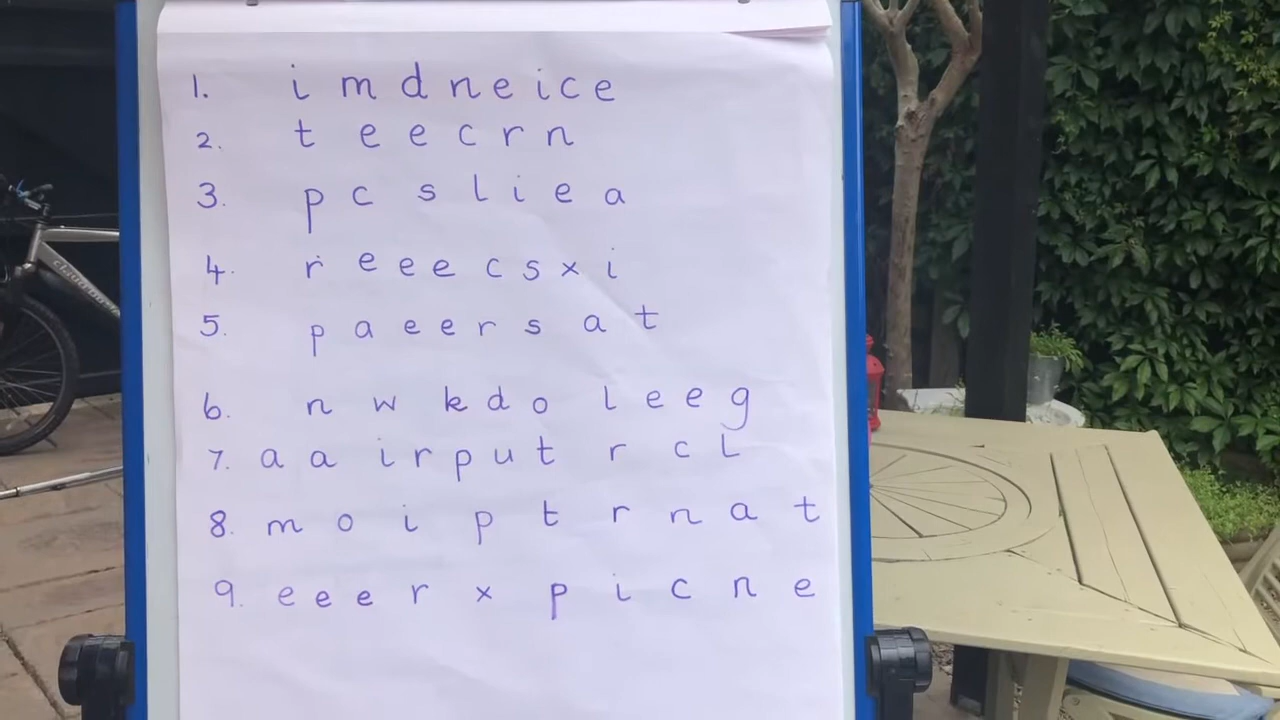 1. i m d n e i c e
2. t e e c r n
3. p c s l i e a
4. r e e e c s x i
5. p a e e r s a t
6. n w k d o l e e g
7. a a i r p u t r c l
8. m o i p t r n a t
9. e e e r x p i c n e